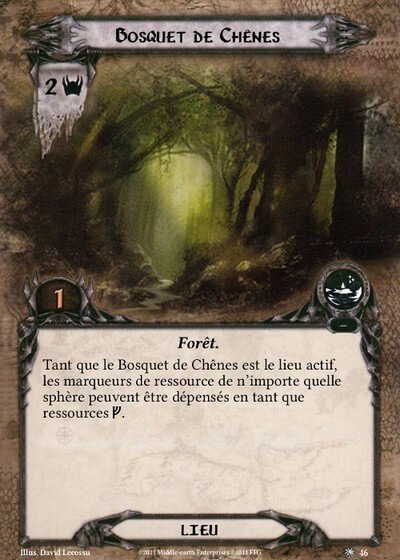 Bosquet de Chênes
2
1
–
Forêt.
Tant que le Bosquet de Chênes est le lieu actif,
les marqueurs de ressource de n'importe quelle
sphère peuvent être dépensés en tant que
ressources ᚠ.
LIEU
Illus. David Lecossu ©2011 Middle-earth Enterprises ©2011 FFG 46